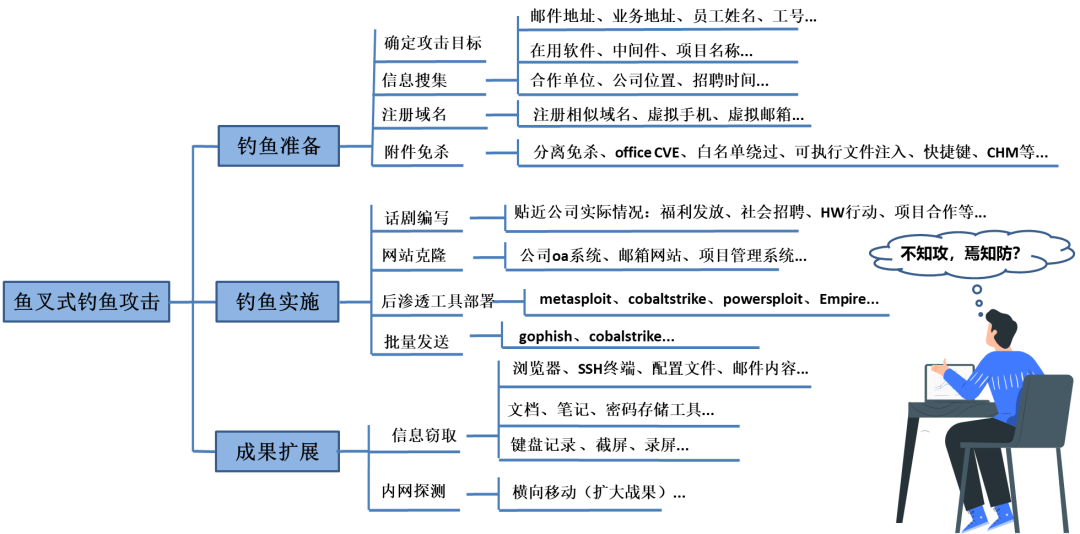 鱼叉式钓鱼攻击
钓鱼准备
确定攻击目标
信息搜集
邮件地址、业务地址、员工姓名、工号...
在用软件、中间件、项目名称...
合作单位、公司位置、招聘时间...
注册域名
注册相似域名、虚拟手机、虚拟邮箱...
附件免杀
分离免杀、office CVE、白名单绕过、可执行文件注入、快捷键、CHM等...
钓鱼实施
话剧编写
贴近公司实际情况：福利发放、社会招聘、HW行动、项目合作等...
网站克隆
公司oa系统、邮箱网站、项目管理系统...
后渗透工具部署
metasploit、cobaltstrike、powersploit、Empire...
批量发送
gophish、cobalstrike...
成果扩展
信息窃取
浏览器、SSH终端、配置文件、邮件内容...
文档、笔记、密码存储工具...
键盘记录 、截屏、录屏...
内网探测
横向移动（扩大战果）...
不知攻，焉知防？